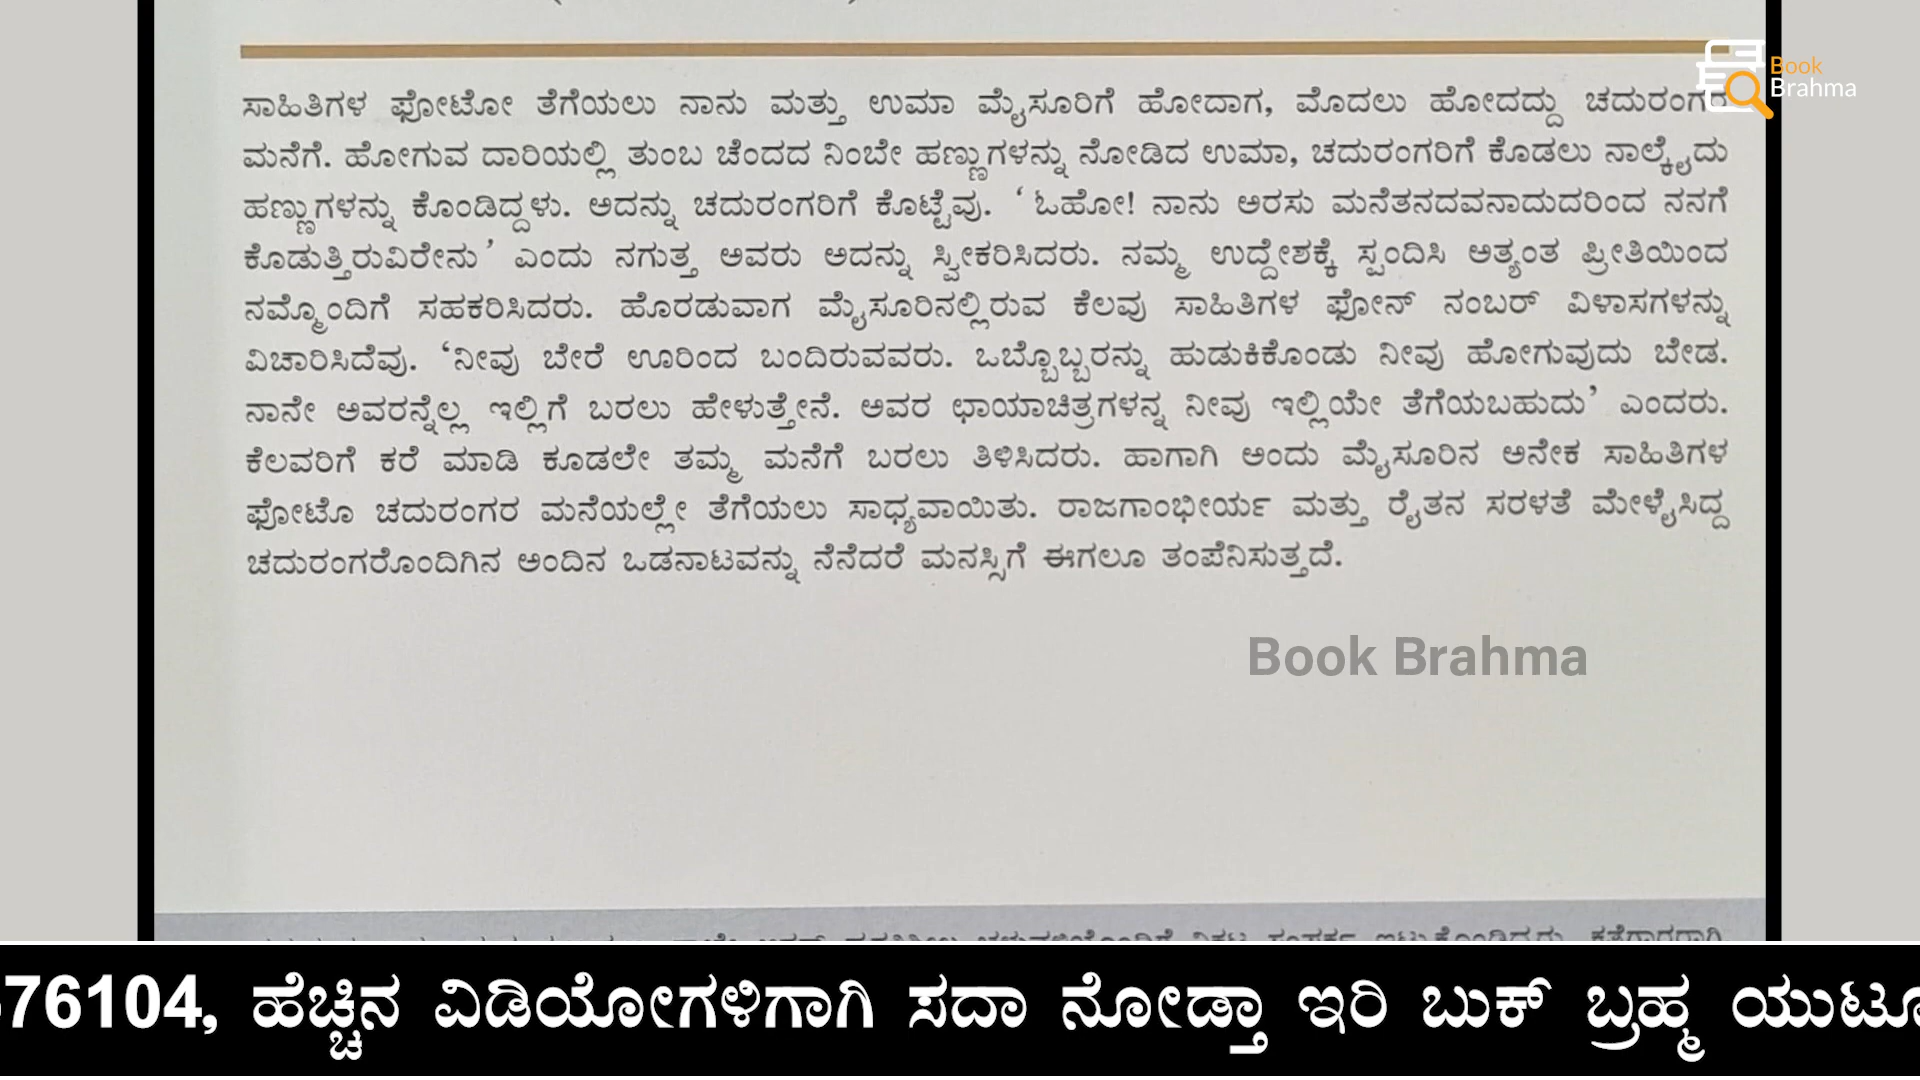 Book
Brahma
ಸಾಹಿತಿಗಳ ಫೋಟೋ ತೆಗೆಯಲು ನಾನು ಮತ್ತು ಉಮಾ ಮೈಸೂರಿಗೆ ಹೋದಾಗ, ಮೊದಲು ಹೋದದ್ದು ಚದುರಂಗರ
ಮನೆಗೆ. ಹೋಗುವ ದಾರಿಯಲ್ಲಿ ತುಂಬ ಚೆಂದದ ನಿಂಬೇ ಹಣ್ಣುಗಳನ್ನು ನೋಡಿದ ಉಮಾ, ಚದುರಂಗರಿಗೆ ಕೊಡಲು ನಾಲ್ಕೈದು
ಹಣ್ಣುಗಳನ್ನು ಕೊಂಡಿದ್ದಳು. ಅದನ್ನು ಚದುರಂಗರಿಗೆ ಕೊಟ್ಟೆವು. ‘ ಓಹೋ! ನಾನು ಅರಸು ಮನೆತನದವನಾದುದರಿಂದ ನನಗೆ
ಕೊಡುತ್ತಿರುವಿರೇನು’ ಎಂದು ನಗುತ್ತ ಅವರು ಅದನ್ನು ಸ್ವೀಕರಿಸಿದರು. ನಮ್ಮ ಉದ್ದೇಶಕ್ಕೆ ಸ್ಪಂದಿಸಿ ಅತ್ಯಂತ ಪ್ರೀತಿಯಿಂದ
ನಮ್ಮೊಂದಿಗೆ ಸಹಕರಿಸಿದರು. ಹೊರಡುವಾಗ ಮೈಸೂರಿನಲ್ಲಿರುವ ಕೆಲವು ಸಾಹಿತಿಗಳ ಫೋನ್ ನಂಬರ್ ವಿಳಾಸಗಳನ್ನು
ವಿಚಾರಿಸಿದೆವು. ‘ನೀವು ಬೇರೆ ಊರಿಂದ ಬಂದಿರುವವರು. ಒಬ್ಬೊಬ್ಬರನ್ನು ಹುಡುಕಿಕೊಂಡು ನೀವು ಹೋಗುವುದು ಬೇಡ.
ನಾನೇ ಅವರನ್ನೆಲ್ಲ ಇಲ್ಲಿಗೆ ಬರಲು ಹೇಳುತ್ತೇನೆ. ಅವರ ಛಾಯಾಚಿತ್ರಗಳನ್ನ ನೀವು ಇಲ್ಲಿಯೇ ತೆಗೆಯಬಹುದು’ ಎಂದರು.
ಕೆಲವರಿಗೆ ಕರೆ ಮಾಡಿ ಕೂಡಲೇ ತಮ್ಮ ಮನೆಗೆ ಬರಲು ತಿಳಿಸಿದರು. ಹಾಗಾಗಿ ಅಂದು ಮೈಸೂರಿನ ಅನೇಕ ಸಾಹಿತಿಗಳ
ಫೋಟೊ ಚದುರಂಗರ ಮನೆಯಲ್ಲೇ ತೆಗೆಯಲು ಸಾಧ್ಯವಾಯಿತು. ರಾಜಗಾಂಭೀರ್ಯ ಮತ್ತು ರೈತನ ಸರಳತೆ ಮೇಳೈಸಿದ್ದ
ಚದುರಂಗರೊಂದಿಗಿನ ಅಂದಿನ ಒಡನಾಟವನ್ನು ನೆನೆದರೆ ಮನಸ್ಸಿಗೆ ಈಗಲೂ ತಂಪೆನಿಸುತ್ತದೆ.
Book Brahma
76104, ಹೆಚ್ಚಿನ ವಿಡಿಯೋಗಳಿಗಾಗಿ ಸದಾ ನೋಡ್ತಾ ಇರಿ ಬುಕ್ ಬ್ರಹ್ಮ ಯುಟೂ